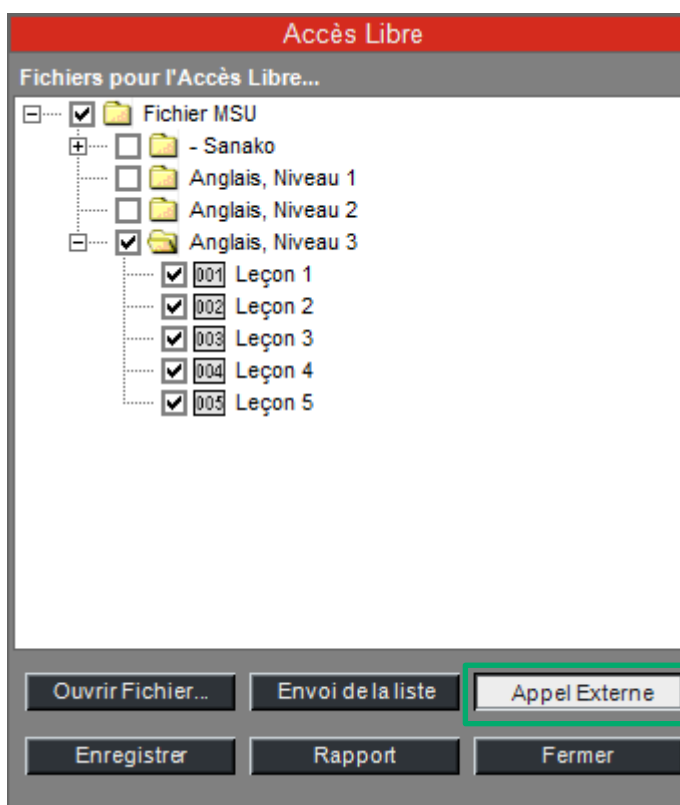 Accès Libre
Fichiers pour l'Accès Libre...
Fichier MSU
- Sanako
Anglais, Niveau 1
Anglais, Niveau 2
Anglais, Niveau 3
001 Leçon 1
002 Leçon 2
003 Leçon 3
004 Leçon 4
005 Leçon 5
Ouvrir Fichier... Envoi de la liste Appel Externe
Enregistrer Rapport Fermer